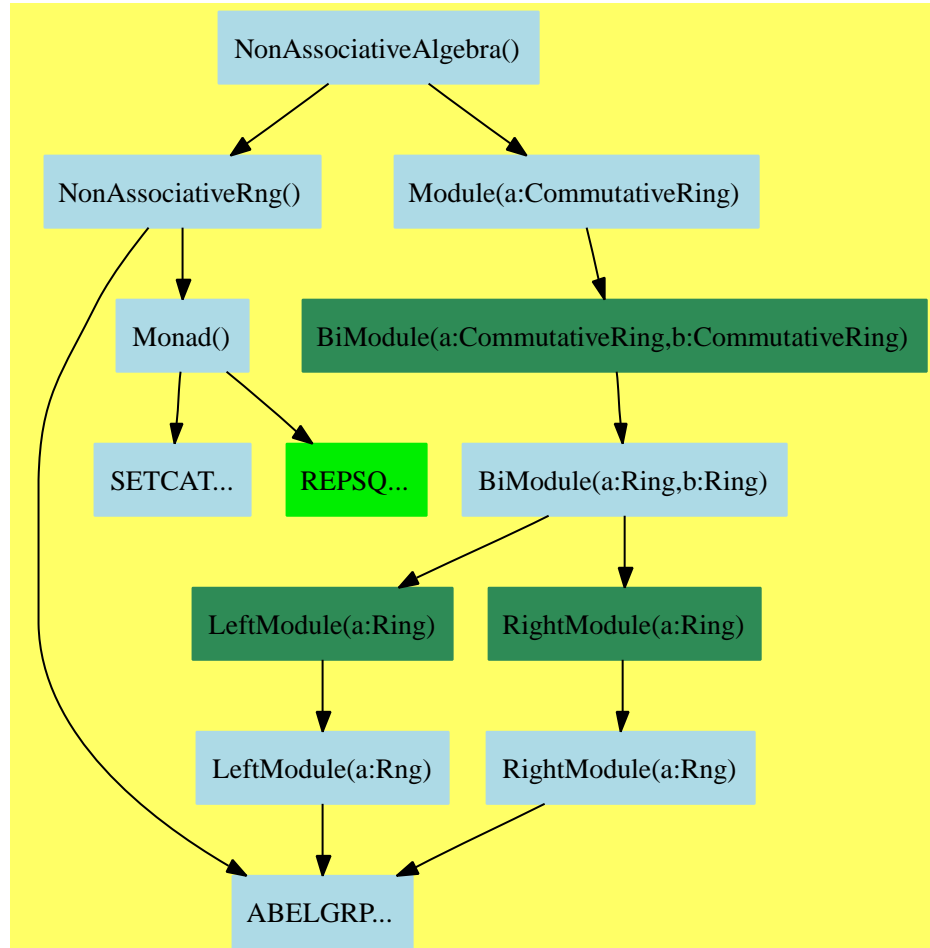 NonAssociativeAlgebra()
NonAssociativeRng()
Module(a:CommutativeRing)
Monad()
BiModule(a:CommutativeRing,b:CommutativeRing)
SETCAT...
REPSQ...
BiModule(a:Ring,b:Ring)
LeftModule(a:Ring)
RightModule(a:Ring)
LeftModule(a:Rng)
RightModule(a:Rng)
ABELGRP...